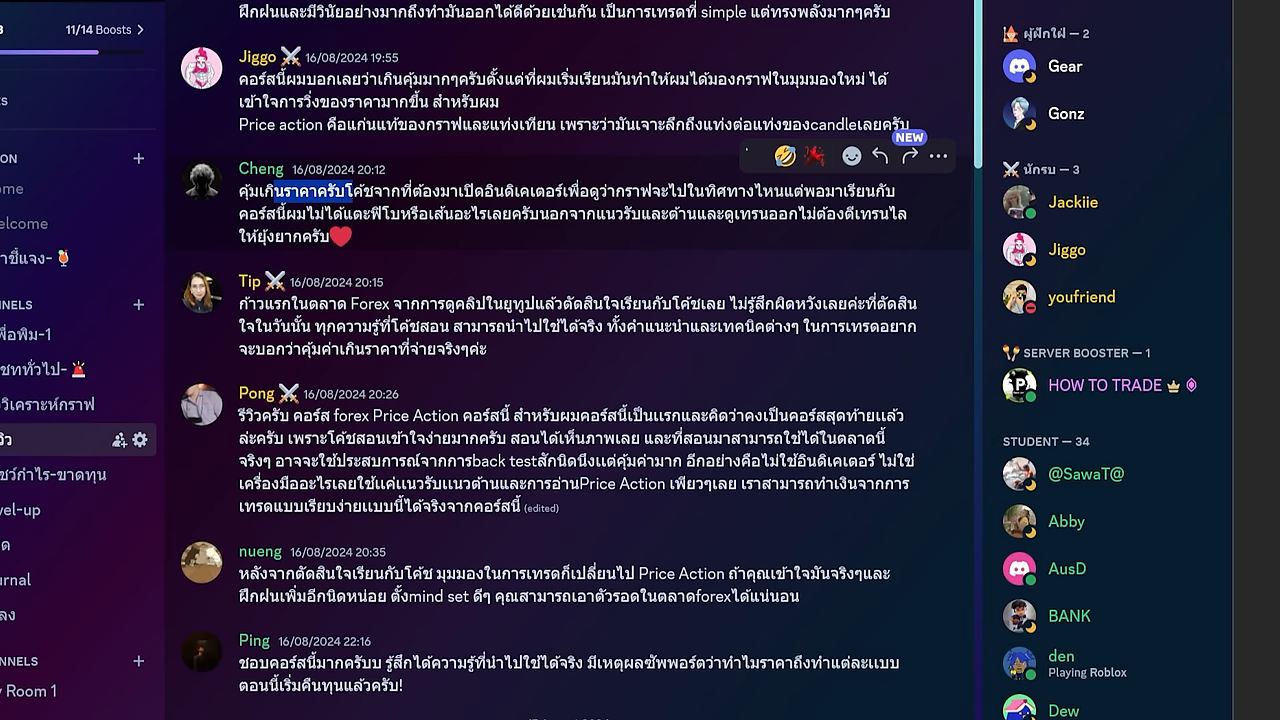 11/14 Boosts
ON
ome
elcome
าชี้แจง-
NELS
พื่อพิม-1
ชททั่วไป-
วิเคราะห์กราฟ
วิว
ชว์กำไร-ขาดทุน
vel-up
ด
urnal
ลง
NNELS
y Room 1
ฝึกฝนและมีวินัยอย่างมากถึงทำมันออกได้ดีด้วยเช่นกัน เป็นการเทรดที่ simple แต่ทรงพลังมากๆครับ
Jiggo 16/08/2024 19:55
คอร์สนี้ผมบอกเลยว่าเกินคุ้มมากๆครับตั้งแต่ที่ผมเริ่มเรียนมันทำให้ผมได้มองกราฟในมุมมองใหม่ ได้
เข้าใจการวิ่งของราคามากขึ้น สำหรับผม
Price action คือแก่นแท้ของกราฟและแท่งเทียน เพราะว่ามันเจาะลึกถึงแท่งต่อแท่งของcandleเลยครับ
NEW
Cheng 16/08/2024 20:12
คุ้มเกินราคาครับโค้ชจากที่ต้องมาเปิดอินดิเคเตอร์เพื่อดูว่ากราฟจะไปในทิศทางไหนแต่พอมาเรียนกับ
คอร์สนี้ผมไม่ได้แตะฟีโบหรือเส้นอะไรเลยครับนอกจากแนวรับและต้านและดูเทรนออกไม่ต้องตีเทรนไล
ให้ยุ้งยากครับ❤️
Tip 16/08/2024 20:15
ก้าวแรกในตลาด Forex จากการดูคลิปในยูทูปแล้วตัดสินใจเรียนกับโค้ชเลย ไม่รู้สึกผิดหวังเลยค่ะที่ตัดสิน
ใจในวันนั้น ทุกความรู้ที่โค้ชสอน สามารถนำไปใช้ได้จริง ทั้งคำแนะนำและเทคนิคต่างๆ ในการเทรดอยาก
จะบอกว่าคุ้มค่าเกินราคาที่จ่ายจริงๆค่ะ
Pong 16/08/2024 20:26
รีวิวครับ คอร์ส forex Price Action คอร์สนี้ สำหรับผมคอร์สนี้เป็นแรกและคิดว่าคงเป็นคอร์สสุดท้ายแล้ว
ล่ะครับ เพราะโค้ชสอนเข้าใจง่ายมากครับ สอนได้เห็นภาพเลย และที่สอนมาสามารถใช้ได้ในตลาดนี้
จริงๆ อาจจะใช้ประสบการณ์จากการback testสักนิดนึงแต่คุ้มค่ามาก อีกอย่างคือไม่ใช้อินดิเคเตอร์ ไม่ใช่
เครื่องมืออะไรเลยใช้แค่แนวรับแนวต้านและการอ่านPrice Action เพียวๆเลย เราสามารถทำเงินจากการ
เทรดแบบเรียบง่ายแบบนี้ได้จริงจากคอร์สนี้ (edited)
nueng 16/08/2024 20:35
หลังจากตัดสินใจเรียนกับโค้ช มุมมองในการเทรดก็เปลี่ยนไป Price Action ถ้าคุณเข้าใจมันจริงๆและ
ฝึกฝนเพิ่มอีกนิดหน่อย ตั้งmind set ดีๆ คุณสามารถเอาตัวรอดในตลาดforexได้แน่นอน
Ping 16/08/2024 22:16
ชอบคอร์สนี้มากครับบ รู้สึกได้ความรู้ที่นำไปใช้ได้จริง มีเหตุผลซัพพอร์ตว่าทำไมราคาถึงทำแต่ละแบบ
ตอนนี้เริ่มคืนทุนแล้วครับ!
ผู้ฝึกใฝ่ — 2
Gear
Gonz
นักรบ — 3
Jackiie
Jiggo
youfriend
SERVER BOOSTER — 1
HOW TO TRADE
STUDENT — 34
@SawaT@
Abby
AusD
BANK
den
Playing Roblox
Dew